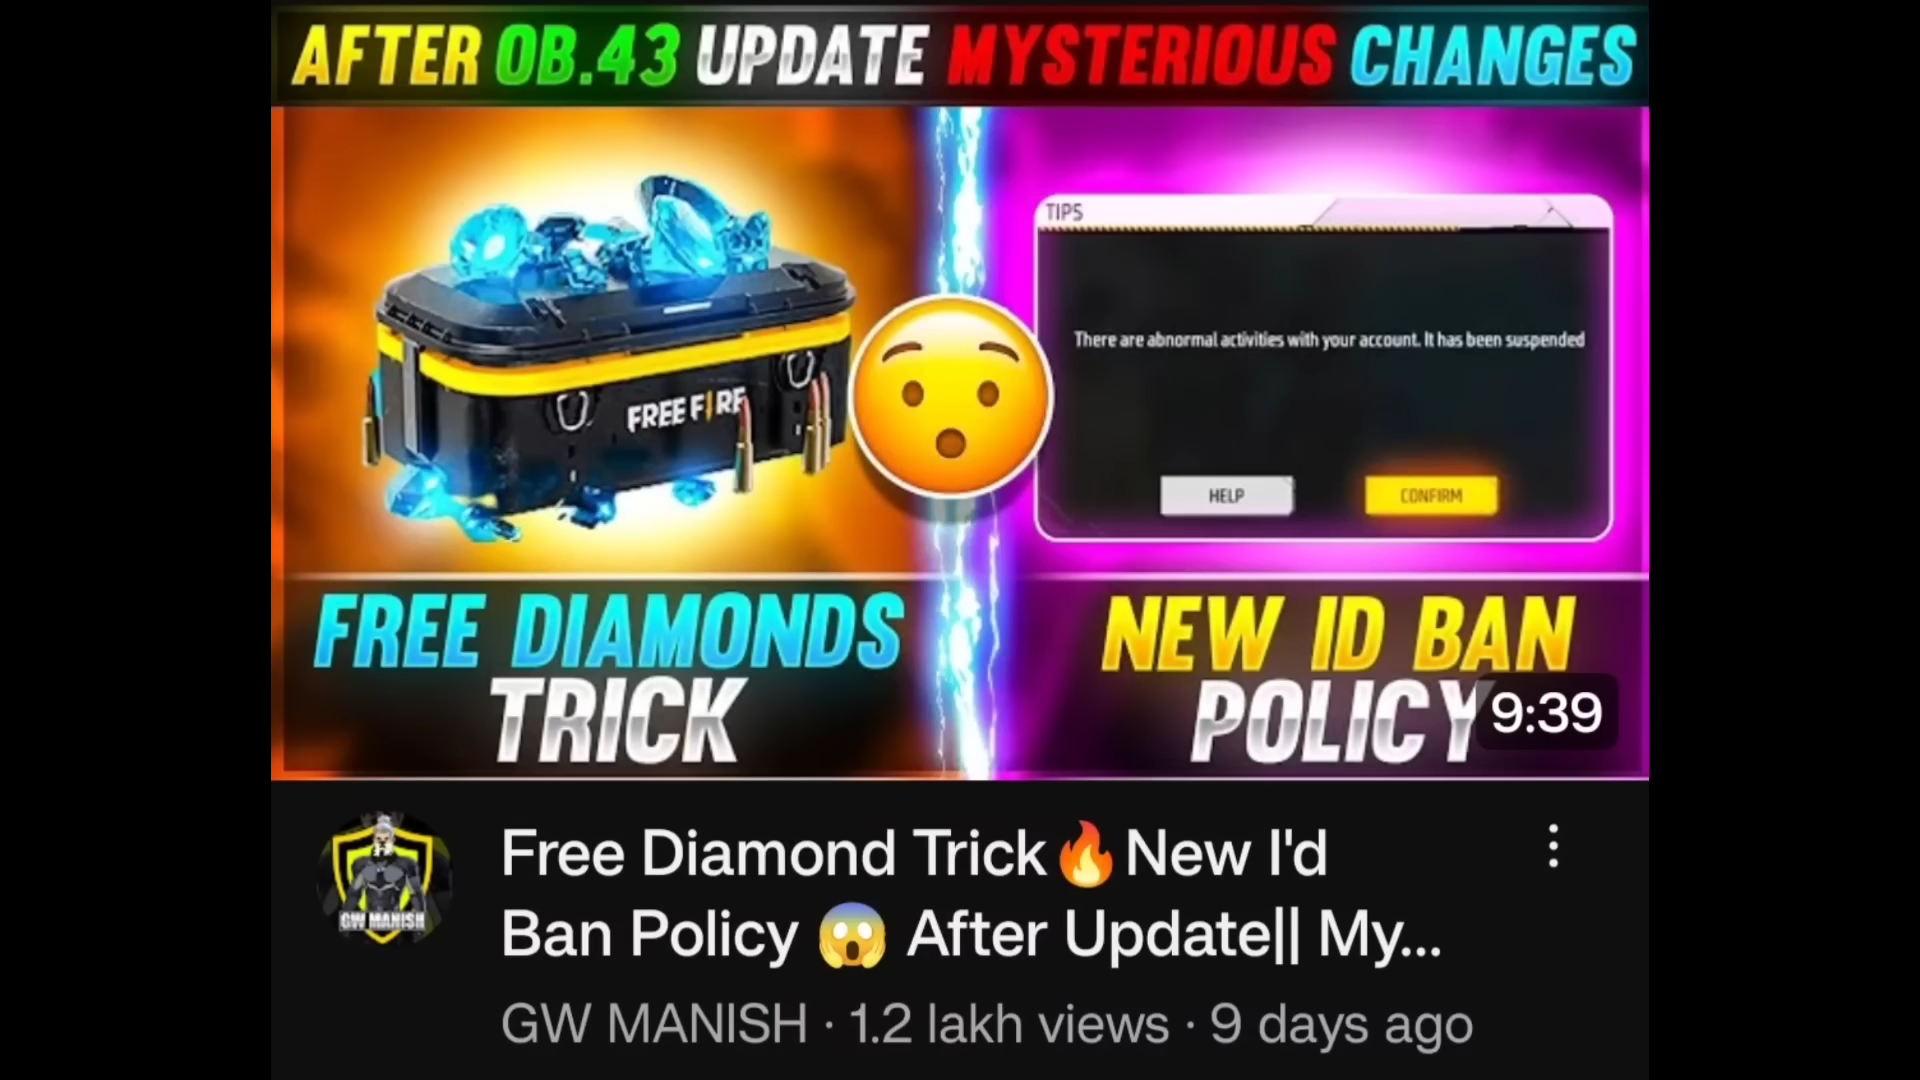 AFTER OB.43 UPDATE MYSTERIOUS CHANGES
TIPS
There are abnormal activities with your account. It has been suspended
FREE FIRE
HELP CONFIRM
FREE DIAMONDS
TRICK
NEW ID BAN
POLICY
9:39
GW MANISH
Free Diamond Trick🔥New I'd
Ban Policy 😱 After Update|| My...
GW MANISH · 1.2 lakh views · 9 days ago